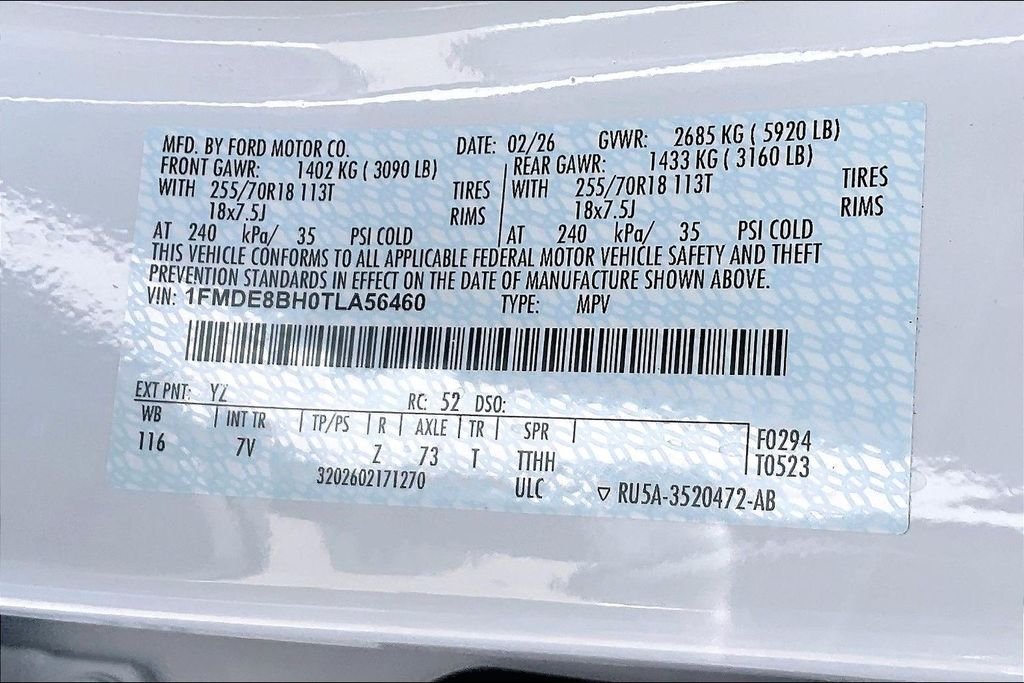 MFD. BY FORD MOTOR CO. DATE: 02/26 GVWR: 2685 KG ( 5920 LB)
FRONT GAWR: 1402 KG ( 3090 LB) REAR GAWR: 1433 KG ( 3160 LB)
WITH 255/70R18 113T TIRES WITH 255/70R18 113T TIRES
18x7.5J RIMS 18x7.5J RIMS
AT 240 kPa/ 35 PSI COLD AT 240 kPa/ 35 PSI COLD
THIS VEHICLE CONFORMS TO ALL APPLICABLE FEDERAL MOTOR VEHICLE SAFETY AND THEFT
PREVENTION STANDARDS IN EFFECT ON THE DATE OF MANUFACTURE SHOWN ABOVE.
VIN: 1FMDE8BH0TLA56460 TYPE: MPV
EXT PNT: YZ RC: 52 DSO:
WB INT TR TP/PS R AXLE TR SPR F0294
116 7V Z 73 T TTHH T0523
3202602171270 ULC ▽ RU5A-3520472-AB